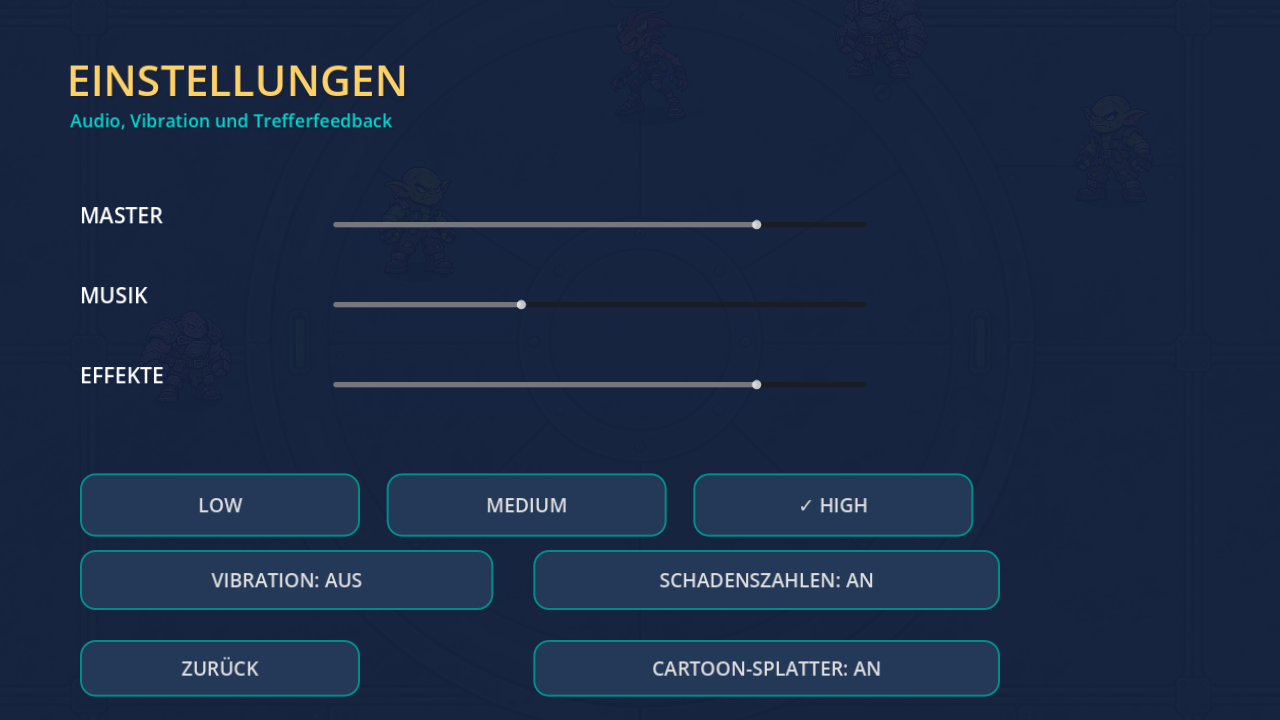 EINSTELLUNGEN
Audio, Vibration und Trefferfeedback
MASTER
MUSIK
EFFEKTE
LOW
MEDIUM
✓ HIGH
VIBRATION: AUS
SCHADENSZAHLEN: AN
ZURÜCK
CARTOON-SPLATTER: AN